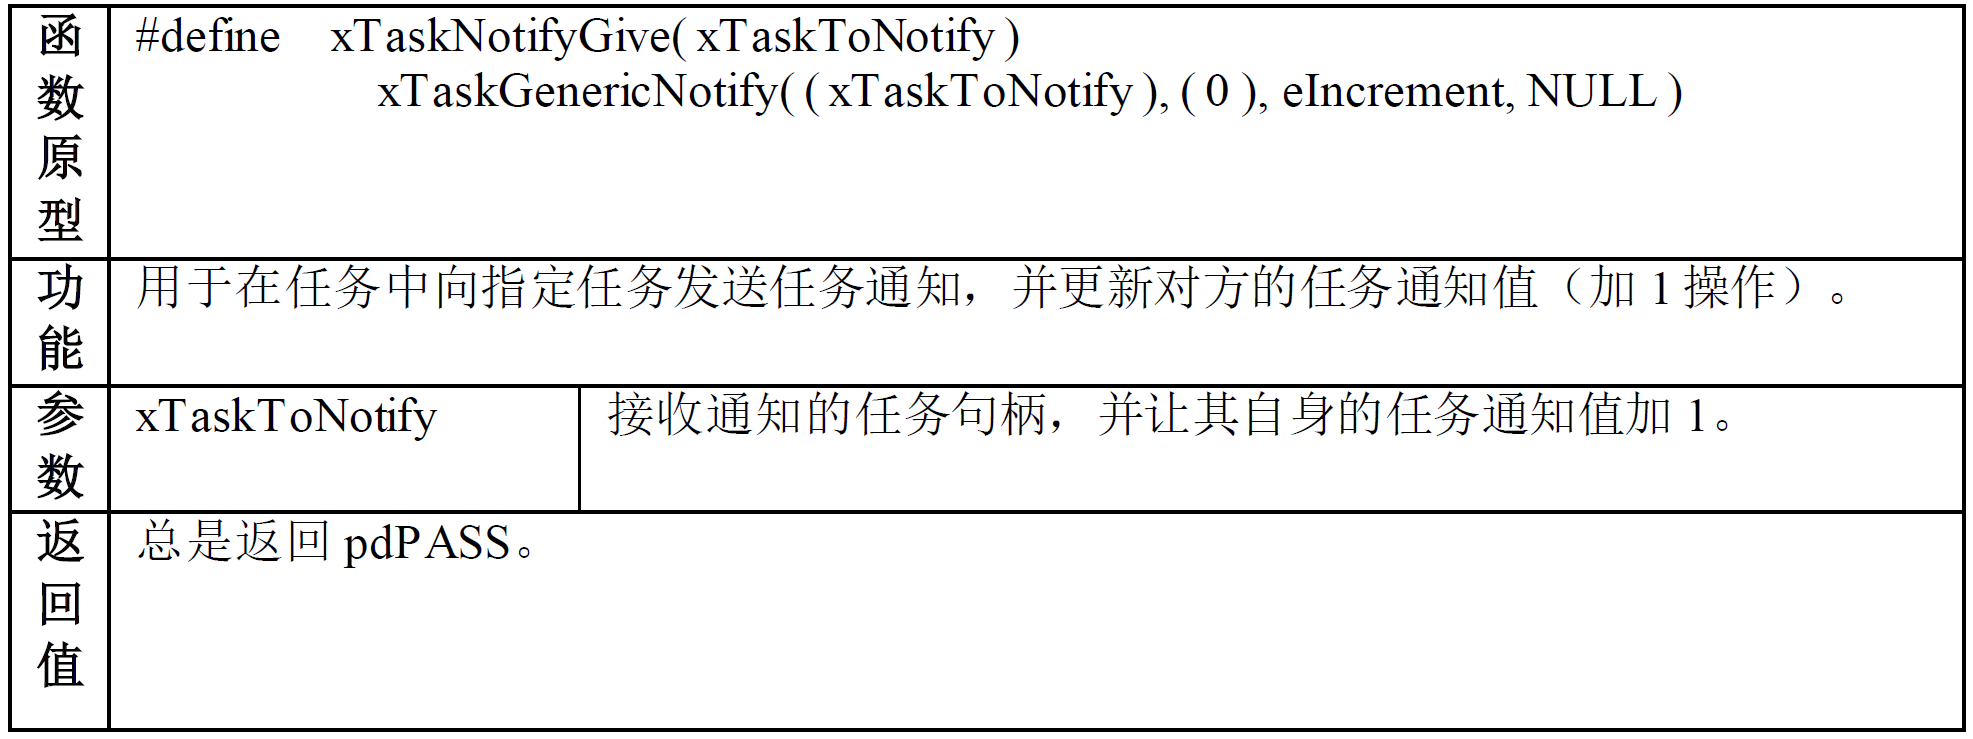 函数原型
#define xTaskNotifyGive( xTaskToNotify )
xTaskGenericNotify( ( xTaskToNotify ), ( 0 ), eIncrement, NULL )
功能
用于在任务中向指定任务发送任务通知，并更新对方的任务通知值（加 1 操作）。
参数
xTaskToNotify
接收通知的任务句柄，并让其自身的任务通知值加 1。
返回值
总是返回 pdPASS。